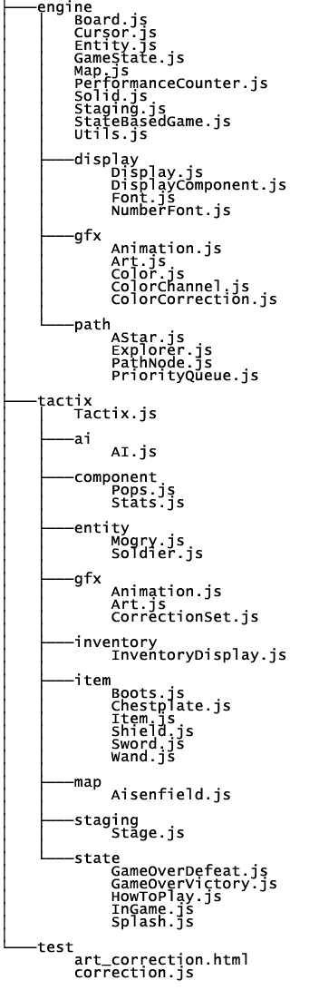 engine
Board.js
Cursor.js
Entity.js
GameState.js
Map.js
PerformanceCounter.js
Solid.js
Staging.js
StateBasedGame.js
Utils.js
display
Display.js
DisplayComponent.js
Font.js
NumberFont.js
gfx
Animation.js
Art.js
Color.js
ColorChannel.js
ColorCorrection.js
path
AStar.js
Explorer.js
PathNode.js
PriorityQueue.js
tactix
Tactix.js
ai
AI.js
component
Pops.js
Stats.js
entity
Mogry.js
Soldier.js
gfx
Animation.js
Art.js
CorrectionSet.js
inventory
InventoryDisplay.js
item
Boots.js
Chestplate.js
Item.js
Shield.js
Sword.js
Wand.js
map
Aisenfield.js
staging
Stage.js
state
GameOverDefeat.js
GameOverVictory.js
HowToPlay.js
InGame.js
Splash.js
test
art_correction.html
correction.js